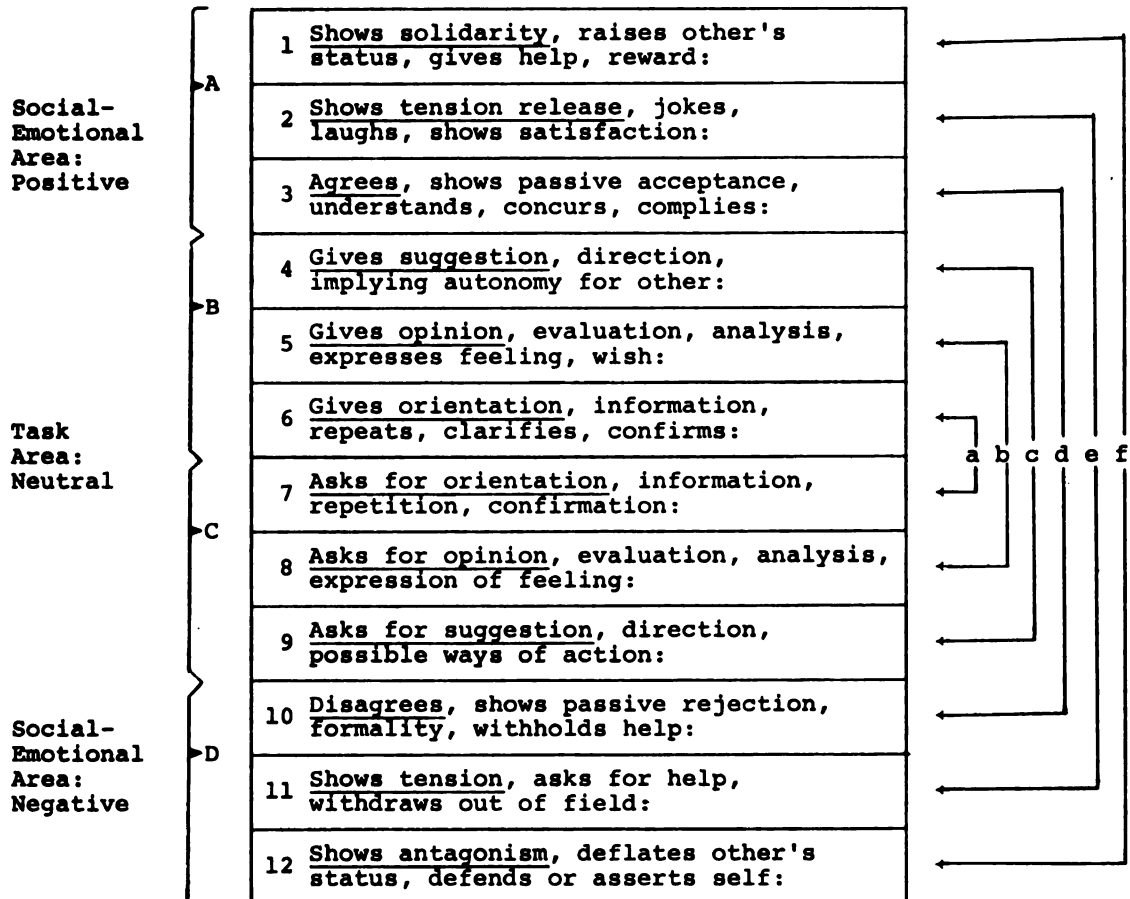 1 Shows solidarity, raises other's
status, gives help, reward:
A
Social-
Emotional
Area:
Positive
2 Shows tension release, jokes,
laughs, shows satisfaction:
3 Agrees, shows passive acceptance,
understands, concurs, complies:
4 Gives suggestion, direction,
implying autonomy for other:
B
5 Gives opinion, evaluation, analysis,
expresses feeling, wish:
Task
Area:
Neutral
6 Gives orientation, information,
repeats, clarifies, confirms:
a b c d e f
7 Asks for orientation, information,
repetition, confirmation:
C
8 Asks for opinion, evaluation, analysis,
expression of feeling:
9 Asks for suggestion, direction,
possible ways of action:
Social-
Emotional
Area:
Negative
10 Disagrees, shows passive rejection,
formality, withholds help:
D
11 Shows tension, asks for help,
withdraws out of field:
12 Shows antagonism, deflates other's
status, defends or asserts self: